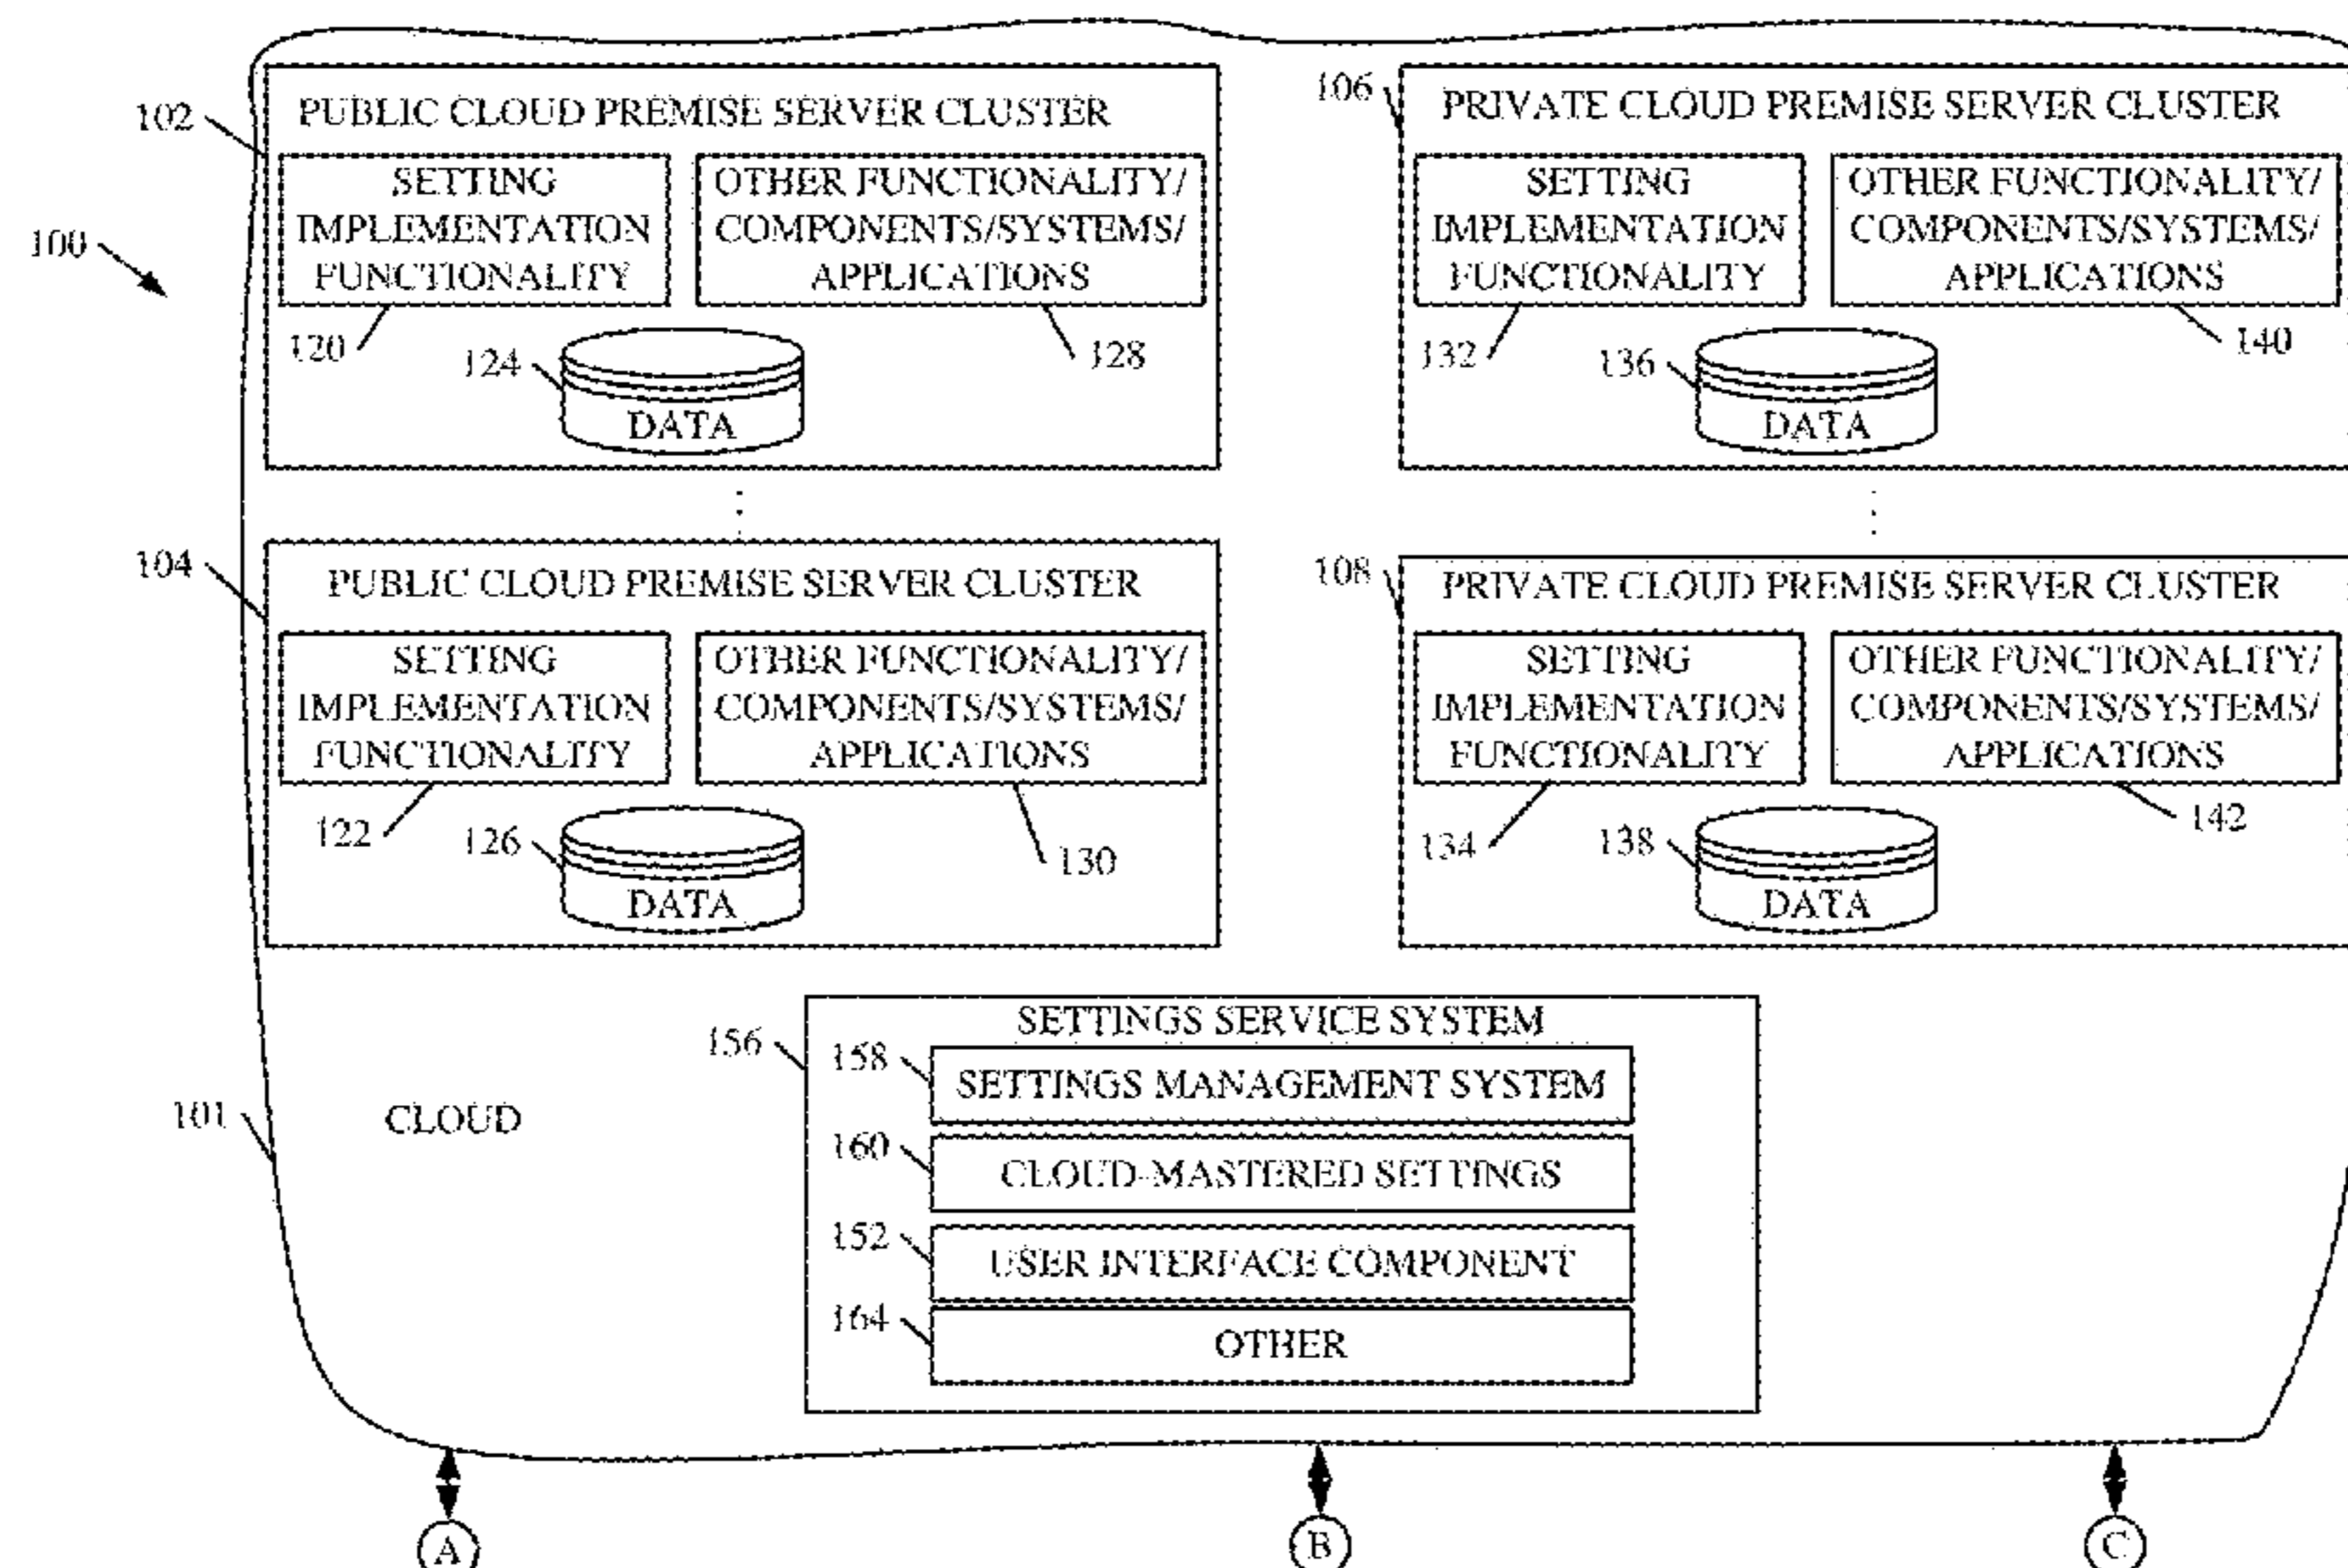 102
PUBLIC CLOUD PREMISE SERVER CLUSTER
SETTING
IMPLEMENTATION
FUNCTIONALITY
OTHER FUNCTIONALITY/
COMPONENTS/SYSTEMS/
APPLICATIONS
100
120
124
128
DATA
106
PRIVATE CLOUD PREMISE SERVER CLUSTER
SETTING
IMPLEMENTATION
FUNCTIONALITY
OTHER FUNCTIONALITY/
COMPONENTS/SYSTEMS/
APPLICATIONS
132
136
140
DATA
104
PUBLIC CLOUD PREMISE SERVER CLUSTER
SETTING
IMPLEMENTATION
FUNCTIONALITY
OTHER FUNCTIONALITY/
COMPONENTS/SYSTEMS/
APPLICATIONS
122
126
130
DATA
108
PRIVATE CLOUD PREMISE SERVER CLUSTER
SETTING
IMPLEMENTATION
FUNCTIONALITY
OTHER FUNCTIONALITY/
COMPONENTS/SYSTEMS/
APPLICATIONS
134
138
142
DATA
156
SETTINGS SERVICE SYSTEM
158
SETTINGS MANAGEMENT SYSTEM
101
CLOUD
160
CLOUD-MASTERED SETTINGS
152
USER INTERFACE COMPONENT
164
OTHER
A
B
C